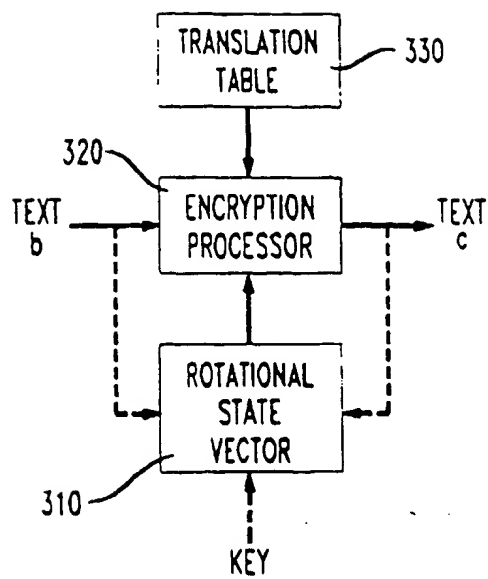 TRANSLATION
TABLE
330
320
TEXT
b
ENCRYPTION
PROCESSOR
TEXT
c
ROTATIONAL
STATE
VECTOR
310
KEY